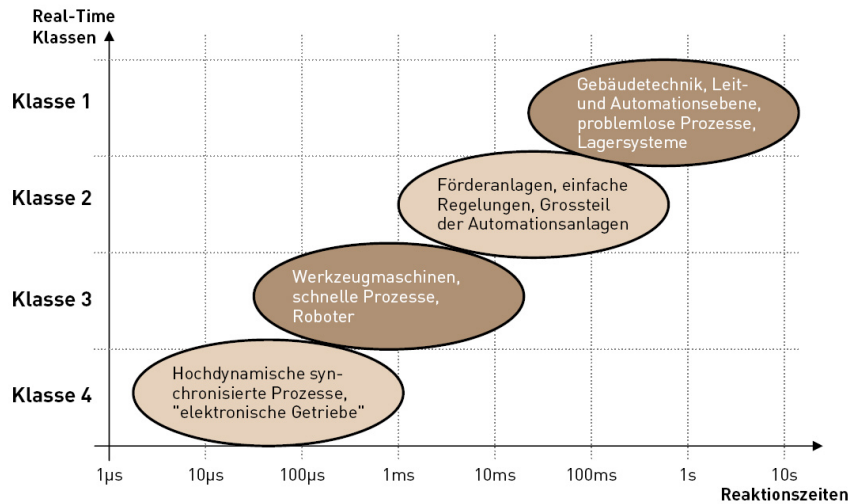 Real-Time
Klassen
Klasse 1
Gebäudetechnik, Leit-
und Automationsebene,
problemlose Prozesse,
Lagersysteme
Klasse 2
Förderanlagen, einfache
Regelungen, Grossteil
der Automationsanlagen
Klasse 3
Werkzeugmaschinen,
schnelle Prozesse,
Roboter
Klasse 4
Hochdynamische syn-
chronisierte Prozesse,
"elektronische Getriebe"
1µs 10µs 100µs 1ms 10ms 100ms 1s 10s
Reaktionszeiten